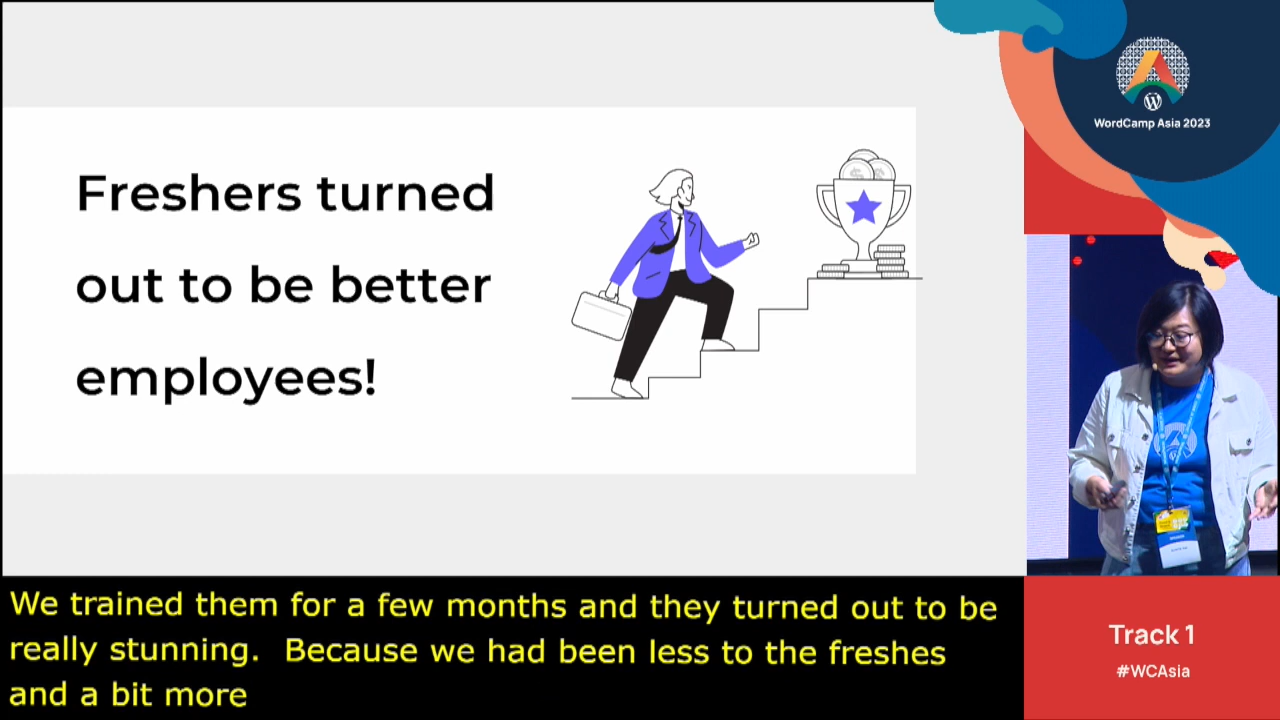 Freshers turned
out to be better
employees!
WordCamp Asia 2023
We trained them for a few months and they turned out to be
really stunning.  Because we had been less to the freshes
and a bit more
Track 1
#WCAsia